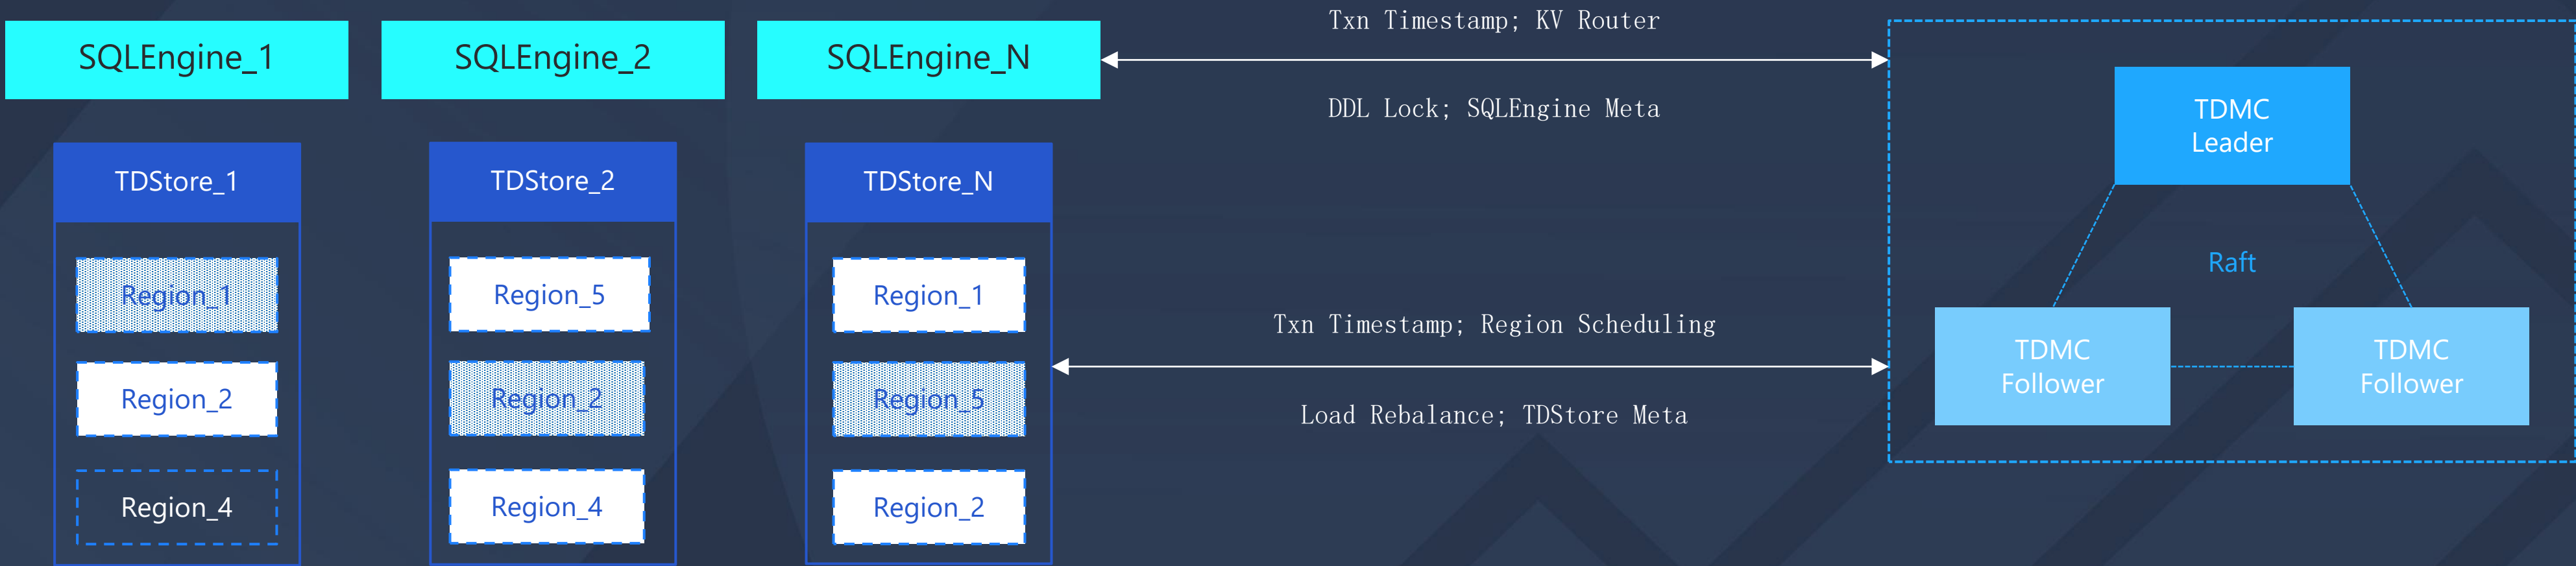 SQLEngine_1
SQLEngine_2
SQLEngine_N
Txn Timestamp; KV Router
DDL Lock; SQLEngine Meta
TDStore_1
Region_1
Region_2
Region_4
TDStore_2
Region_5
Region_2
Region_4
TDStore_N
Region_1
Region_5
Region_2
Txn Timestamp; Region Scheduling
Load Rebalance; TDStore Meta
TDMC
Leader
Raft
TDMC
Follower
TDMC
Follower